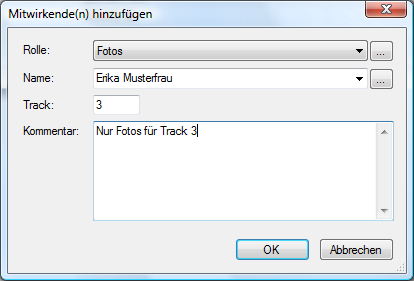 Mitwirkende(n) hinzufügen
Rolle: Fotos ...
Name: Erika Musterfrau ...
Track: 3
Kommentar: Nur Fotos für Track 3
OK Abbrechen